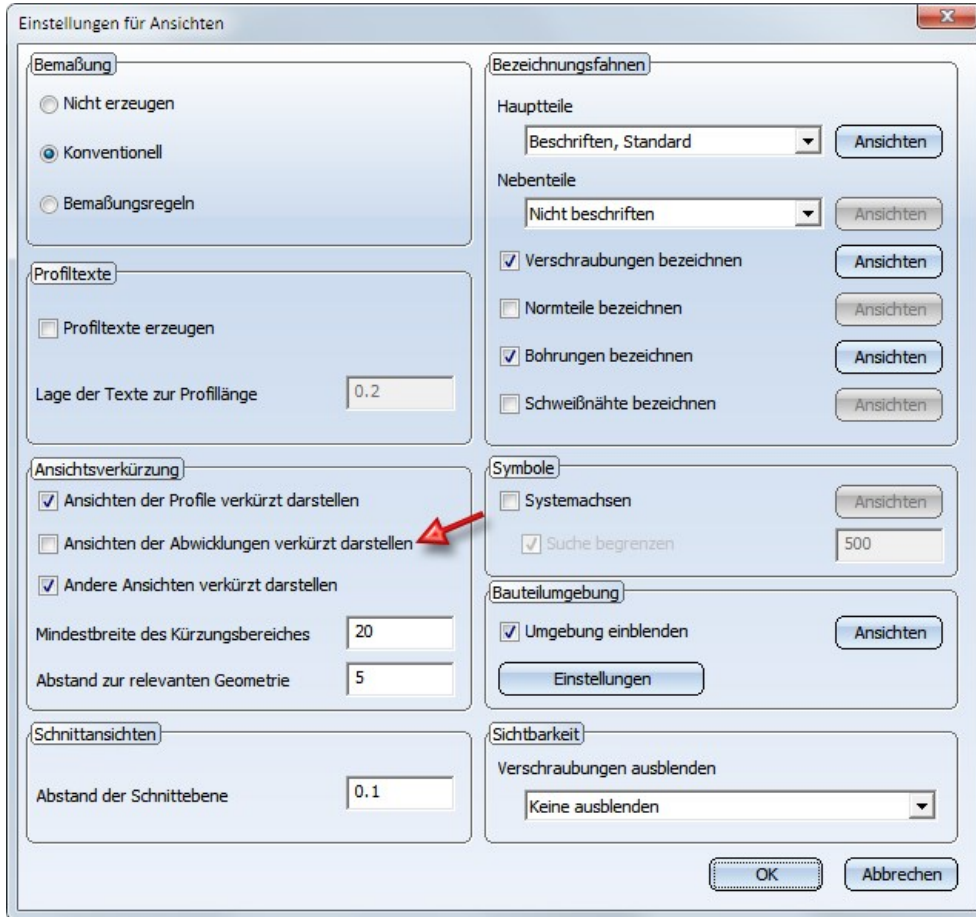 Einstellungen für Ansichten
Bemaßung
Nicht erzeugen
Konventionell
Bemaßungsregeln
Profiltexte
Profiltexte erzeugen
Lage der Texte zur Profillänge 0.2
Ansichtsverkürzung
Ansichten der Profile verkürzt darstellen
Ansichten der Abwicklungen verkürzt darstellen
Andere Ansichten verkürzt darstellen
Mindestbreite des Kürzungsbereiches 20
Abstand zur relevanten Geometrie 5
Schnittansichten
Abstand der Schnittebene 0.1
Bezeichnungsfahnen
Hauptteile
Beschriften, Standard Ansichten
Nebenteile
Nicht beschriften Ansichten
Verschraubungen bezeichnen Ansichten
Normteile bezeichnen Ansichten
Bohrungen bezeichnen Ansichten
Schweißnähte bezeichnen Ansichten
Symbole
Systemachsen Ansichten
Suche begrenzen 500
Bauteilumgebung
Umgebung einblenden Ansichten
Einstellungen
Sichtbarkeit
Verschraubungen ausblenden
Keine ausblenden
OK Abbrechen